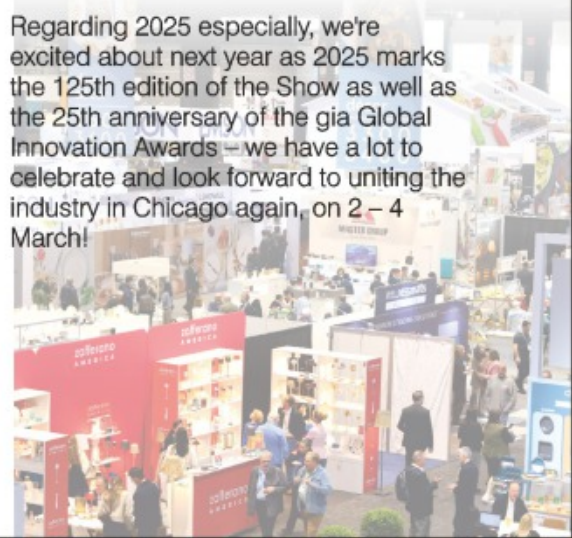 Regarding 2025 especially, we're
excited about next year as 2025 marks
the 125th edition of the Show as well as
the 25th anniversary of the gia Global
Innovation Awards – we have a lot to
celebrate and look forward to uniting the
industry in Chicago again, on 2 – 4
March!
zafferano
AMERICA
zafferano
AMERICA
zafferano
AMERICA